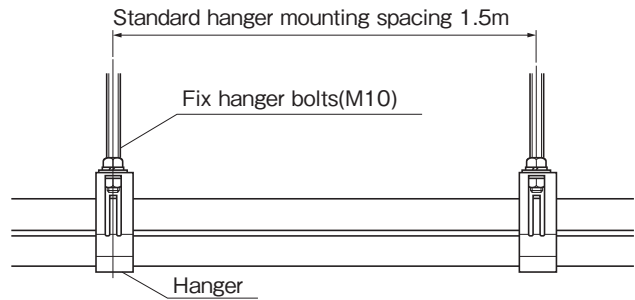 Standard hanger mounting spacing 1.5m
Fix hanger bolts(M10)
Hanger